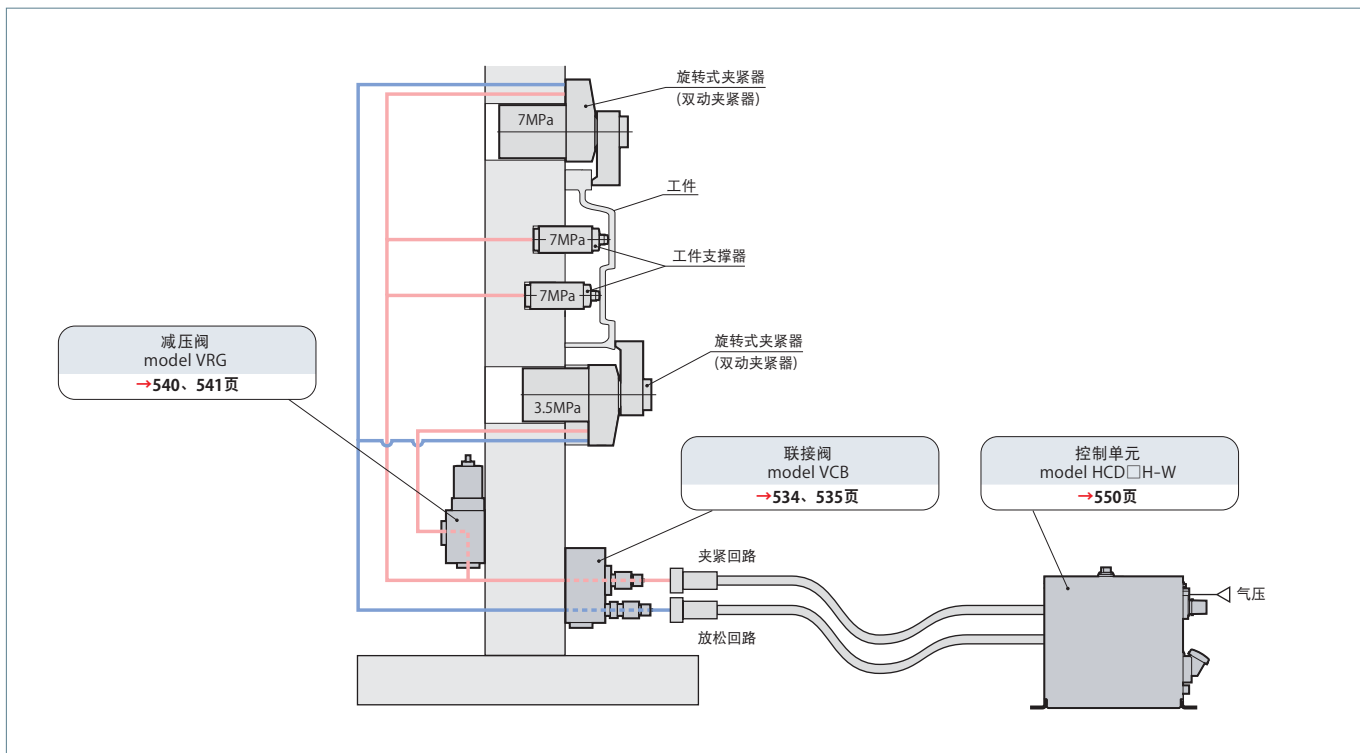 旋转式夹紧器
(双动夹紧器)
7MPa
工件
7MPa
工件支撑器
7MPa
减压阀
model VRG
→540、541页
旋转式夹紧器
(双动夹紧器)
3.5MPa
联接阀
model VCB
→534、535页
控制单元
model HCD□H-W
→550页
夹紧回路
气压
放松回路